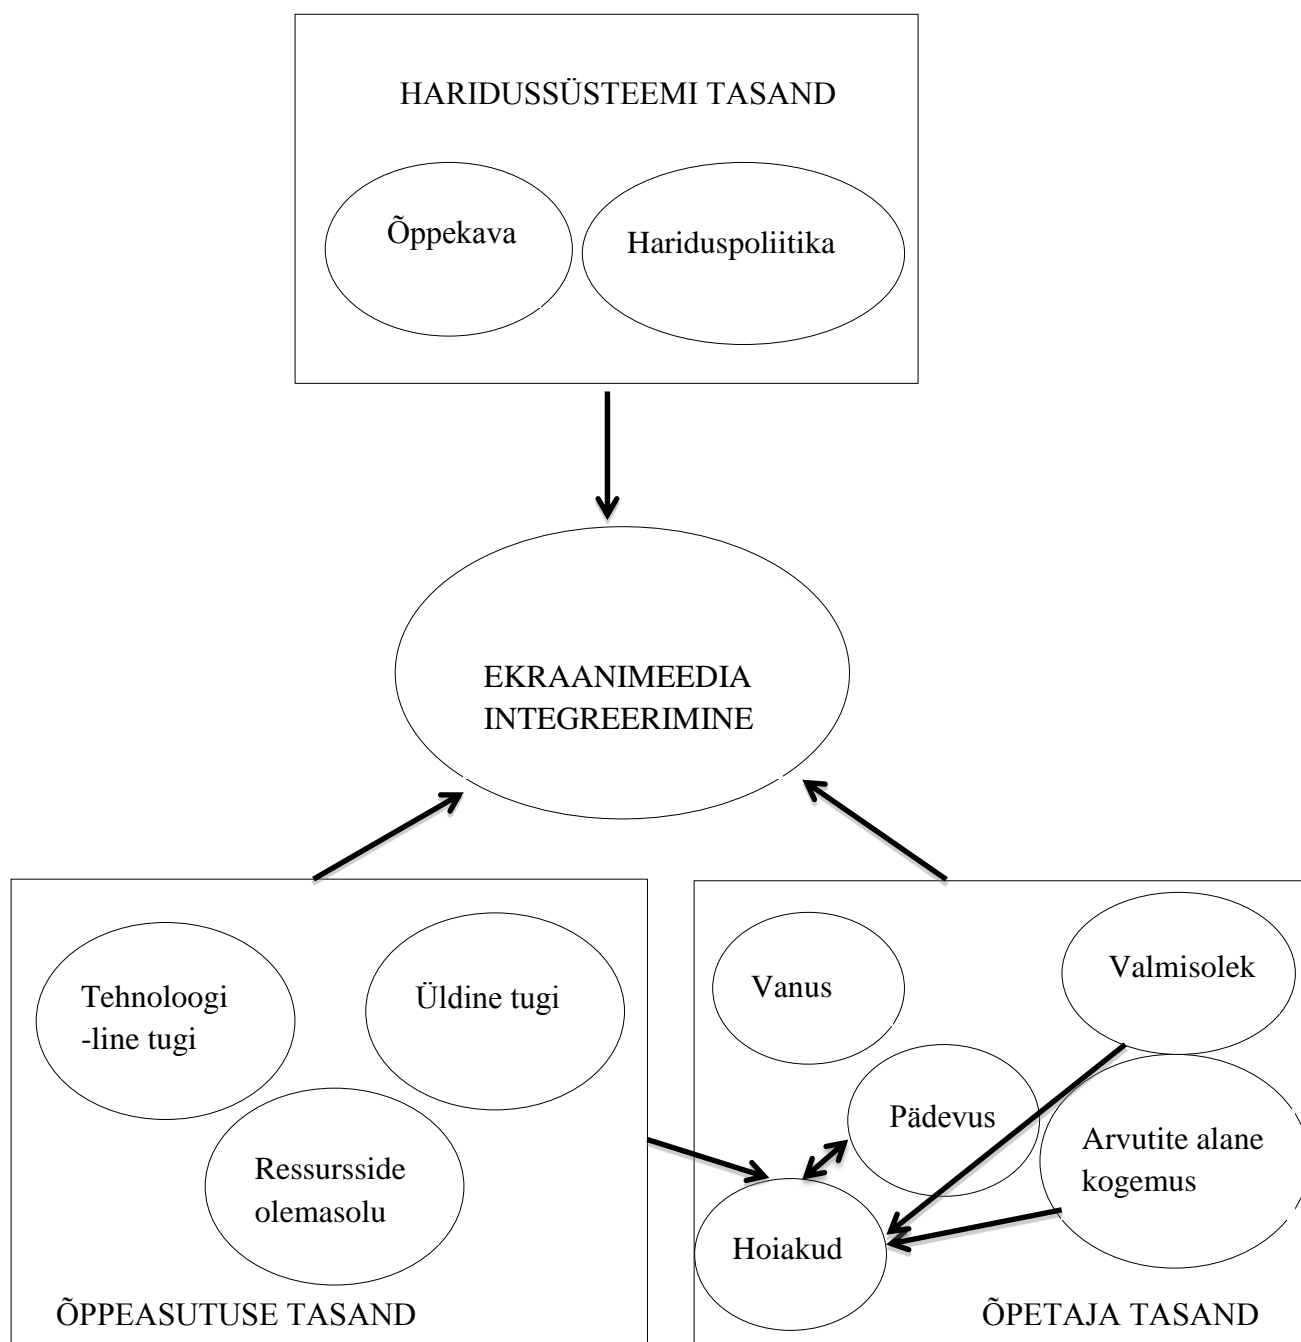 HARIDUSSÜSTEEMI TASAND
Õppekava
Hariduspoliitika
EKRAANIMEEDIA
INTEGREERIMINE
Tehnoloogi
-line tugi
Üldine tugi
Ressursside
olemasolu
ÕPPEASUTUSE TASAND
Vanus
Valmisolek
Pädevus
Arvutite alane
kogemus
Hoiakud
ÕPETAJA TASAND